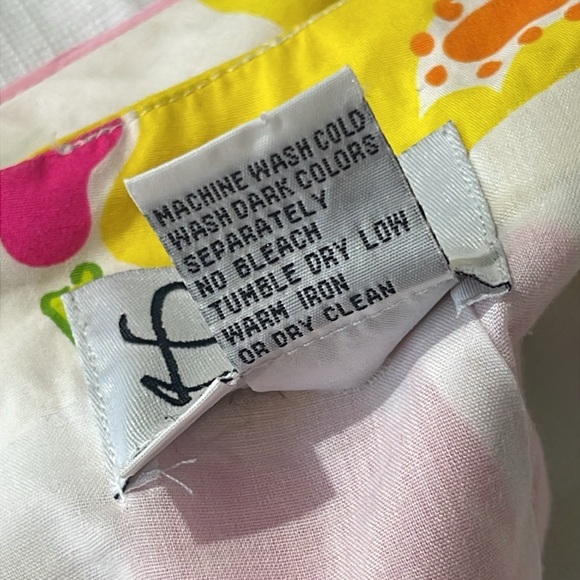 MACHINE WASH COLD
WASH DARK COLORS
SEPARATELY
NO BLEACH
TUMBLE DRY LOW
WARM IRON
OR DRY CLEAN